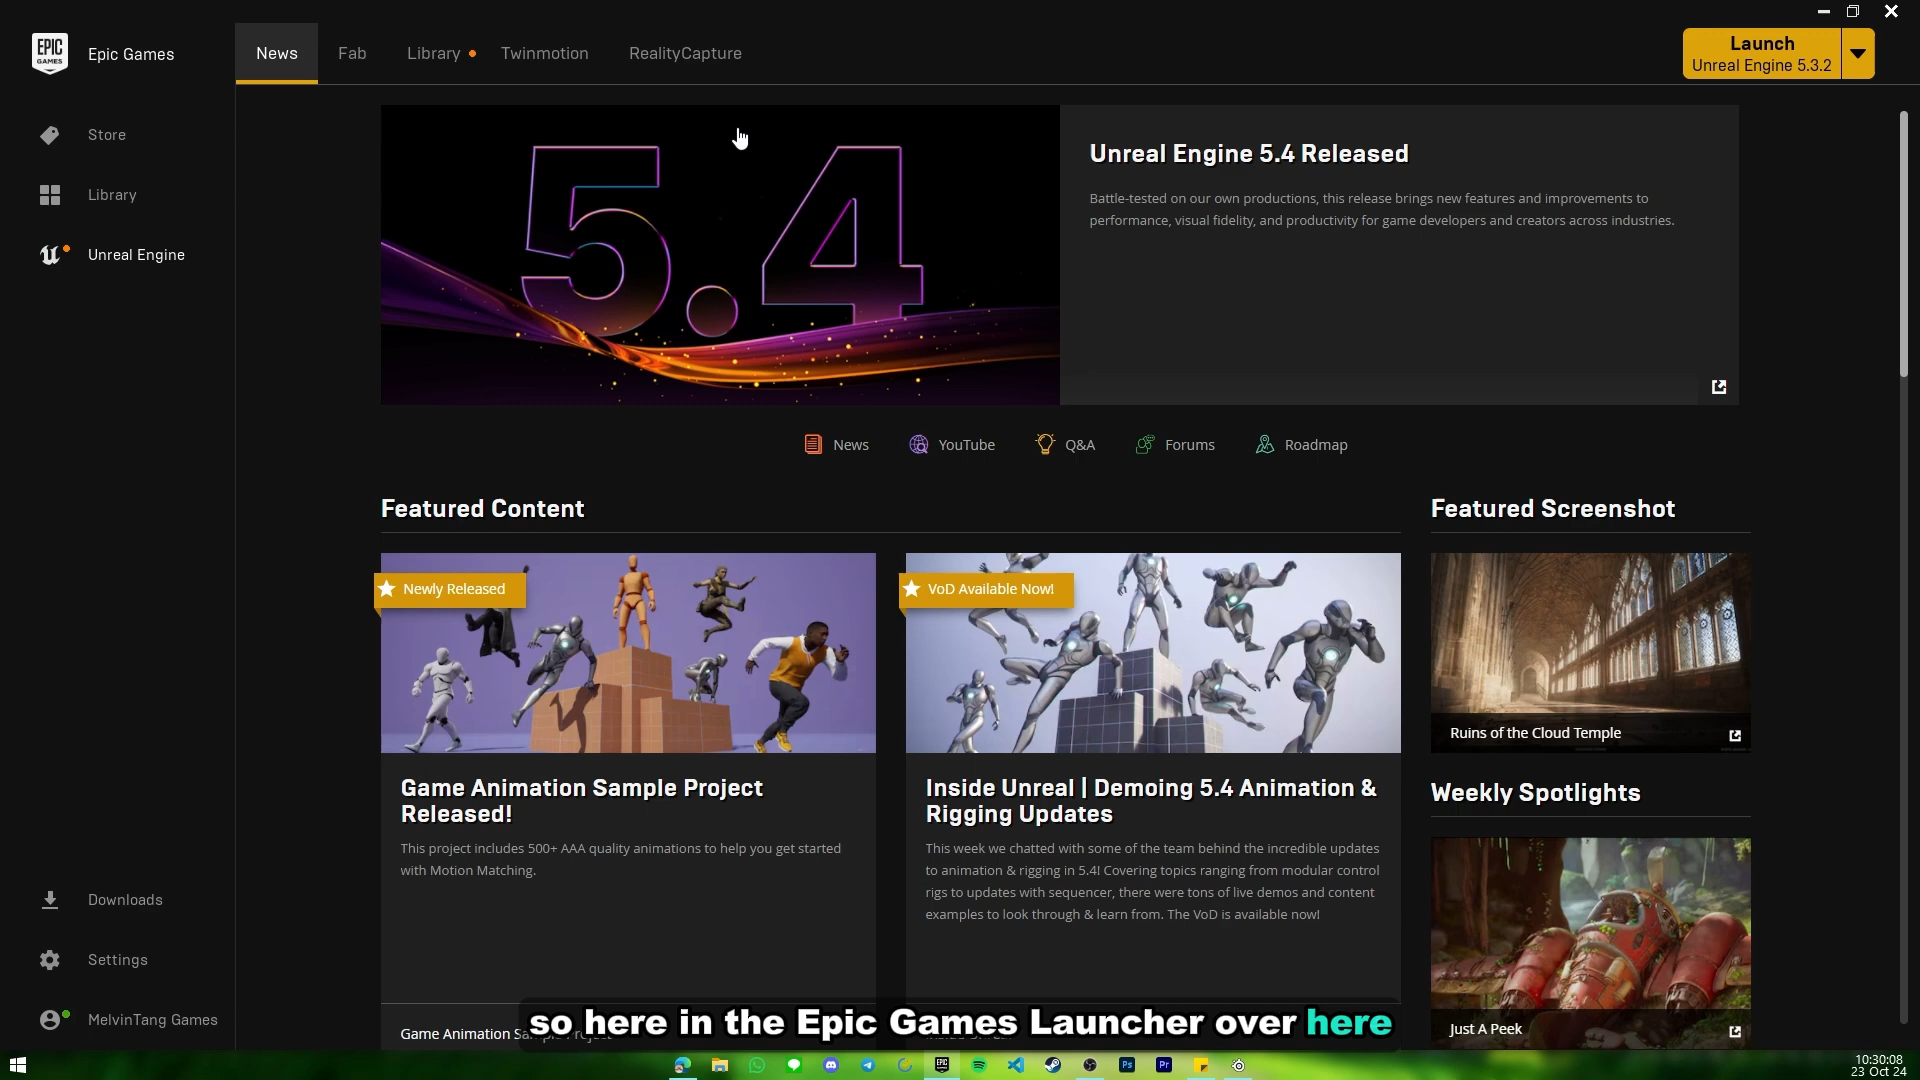 EPIC
GAMES
Epic Games
News
Fab
Library
Twinmotion
RealityCapture
Launch
Unreal Engine 5.3.2
Store
Library
Unreal Engine
5.4
Unreal Engine 5.4 Released
Battle-tested on our own productions, this release brings new features and improvements to
performance, visual fidelity, and productivity for game developers and creators across industries.
News
YouTube
Q&A
Forums
Roadmap
Featured Content
Featured Screenshot
Newly Released
VoD Available Now!
Ruins of the Cloud Temple
Game Animation Sample Project
Released!
This project includes 500+ AAA quality animations to help you get started
with Motion Matching.
Inside Unreal | Demoing 5.4 Animation &
Rigging Updates
This week we chatted with some of the team behind the incredible updates
to animation & rigging in 5.4! Covering topics ranging from modular control
rigs to updates with sequencer, there were tons of live demos and content
examples to look through & learn from. The VoD is available now!
Weekly Spotlights
Just A Peek
Downloads
Settings
MelvinTang Games
Game Animation Sample Project
so here in the Epic Games Launcher over here
EPIC
GAMES
Ps
Pr
10:30:08
23 Oct 24